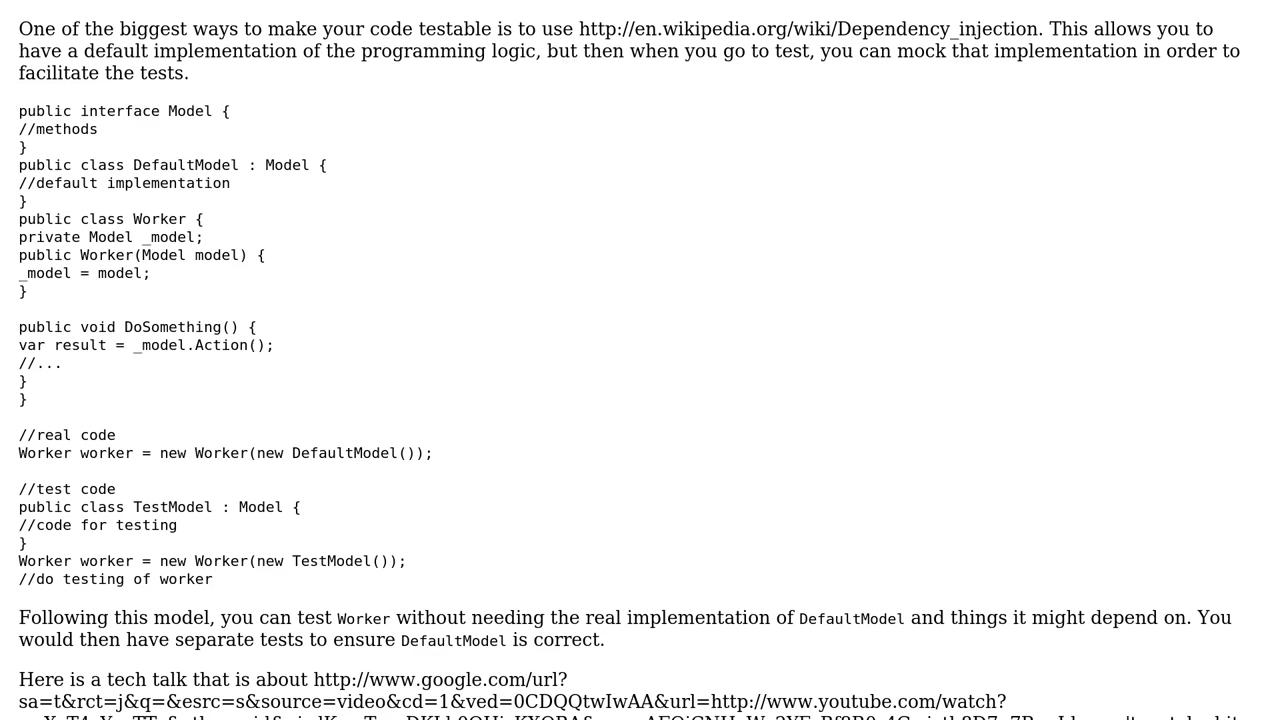 One of the biggest ways to make your code testable is to use http://en.wikipedia.org/wiki/Dependency_injection. This allows you to
have a default implementation of the programming logic, but then when you go to test, you can mock that implementation in order to
facilitate the tests.
public interface Model {
//methods
}
public class DefaultModel : Model {
//default implementation
}
public class Worker {
private Model _model;
public Worker(Model model) {
_model = model;
}
public void DoSomething() {
var result = _model.Action();
//...
}
}
//real code
Worker worker = new Worker(new DefaultModel());
//test code
public class TestModel : Model {
//code for testing
}
Worker worker = new Worker(new TestModel());
//do testing of worker
Following this model, you can test Worker without needing the real implementation of DefaultModel and things it might depend on. You
would then have separate tests to ensure DefaultModel is correct.
Here is a tech talk that is about http://www.google.com/url?
sa=t&rct=j&q=&esrc=s&source=video&cd=1&ved=0CDQQtwIwAA&url=http://www.youtube.com/watch?